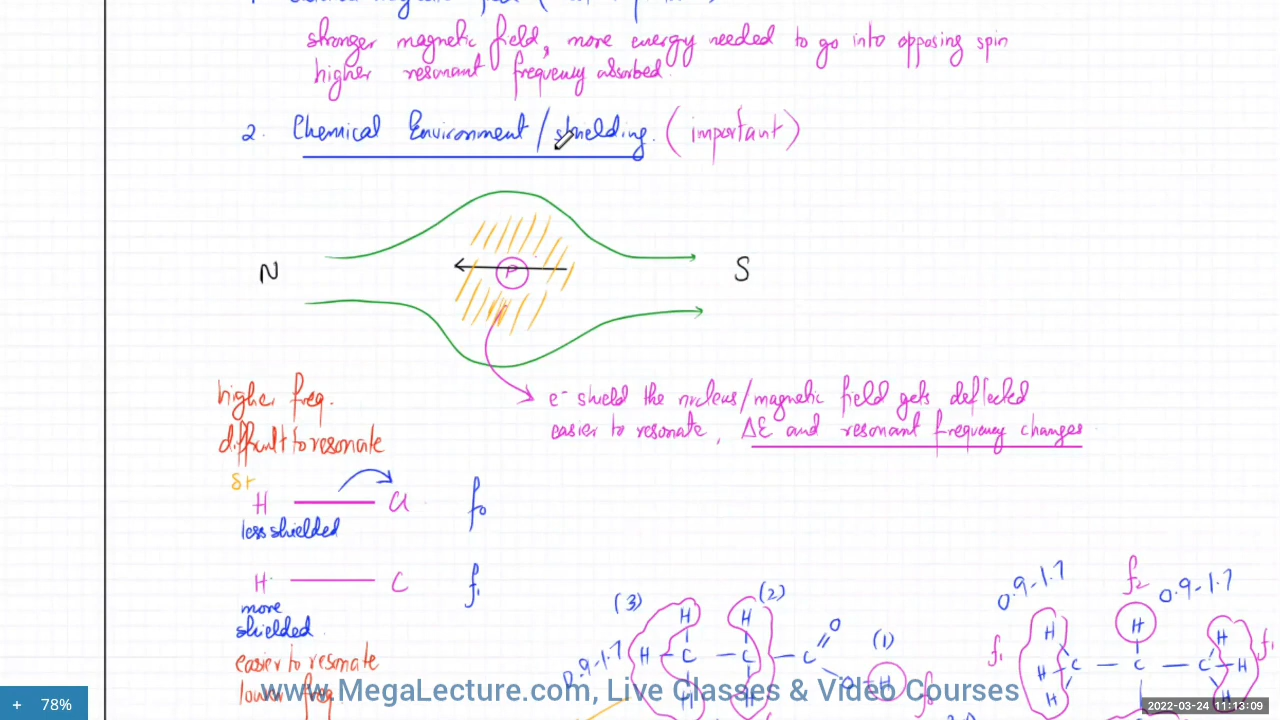 stronger magnetic field, more energy needed to go into opposing spin
higher resonant frequency absorbed.
2. Chemical Environment / shielding. (important)
N
P
S
e- shield the nucleus/magnetic field gets deflected
easier to resonate, ΔE and resonant frequency changes
higher freq.
difficult to resonate
δ+
H Cl f0
less shielded
H C f1
more
shielded
easier to resonate
lower freq
(3) (2)
H H O
(1)
0.9-1.7 H - C - C - C
H H O H f0
0.9-1.7 f2 0.9-1.7
H H H
f1 H C - C - C H f1
H H
www.MegaLecture.com, Live Classes & Video Courses
+ 78%
2022-03-24 11:13:09